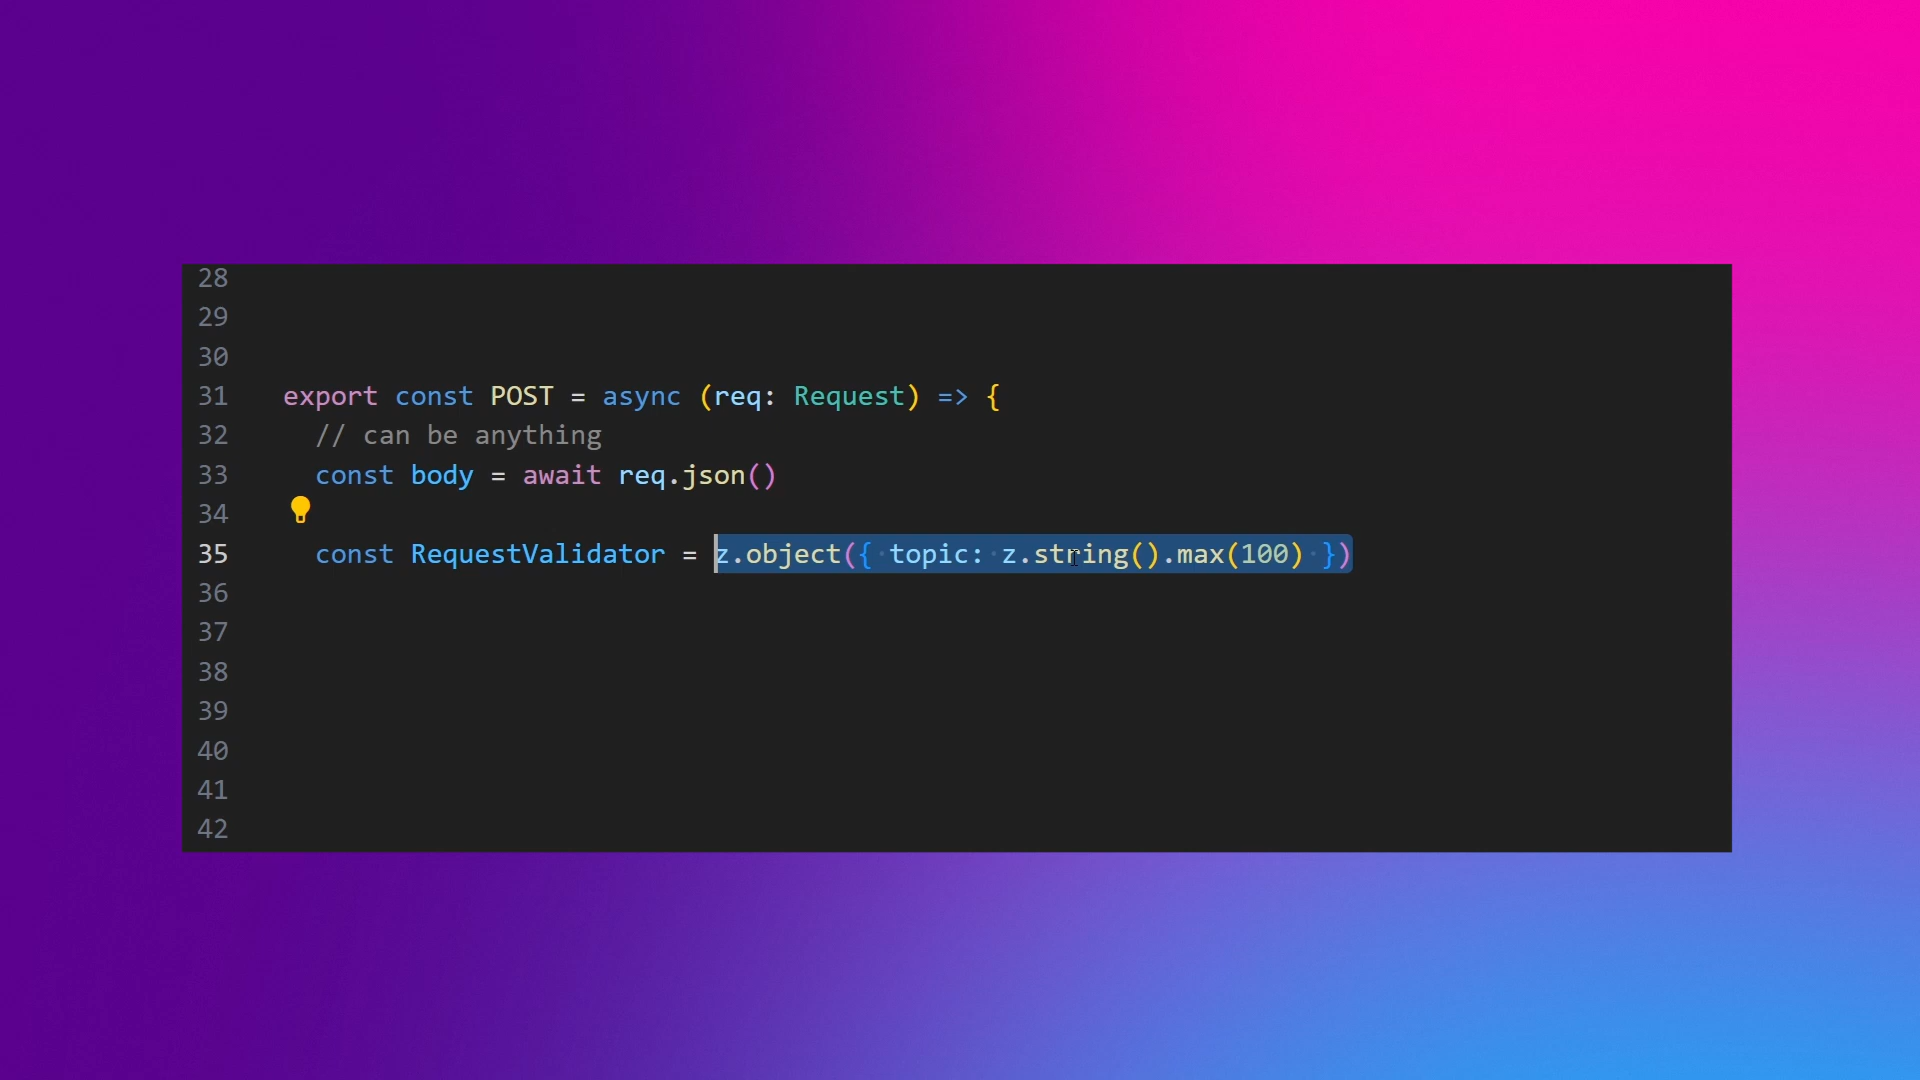 28
29
30
31 export const POST = async (req: Request) => {
32 // can be anything
33 const body = await req.json()
34
35 const RequestValidator = z.object({ topic: z.string().max(100) })
36
37
38
39
40
41
42